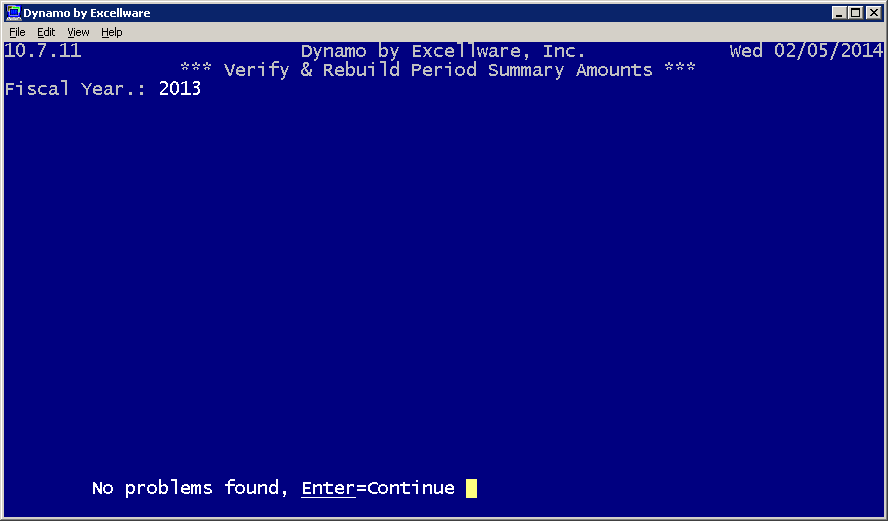 Dynamo by Excellware
File Edit View Help
10.7.11 Dynamo by Excellware, Inc. Wed 02/05/2014
*** Verify & Rebuild Period Summary Amounts ***
Fiscal Year.: 2013
No problems found, Enter=Continue